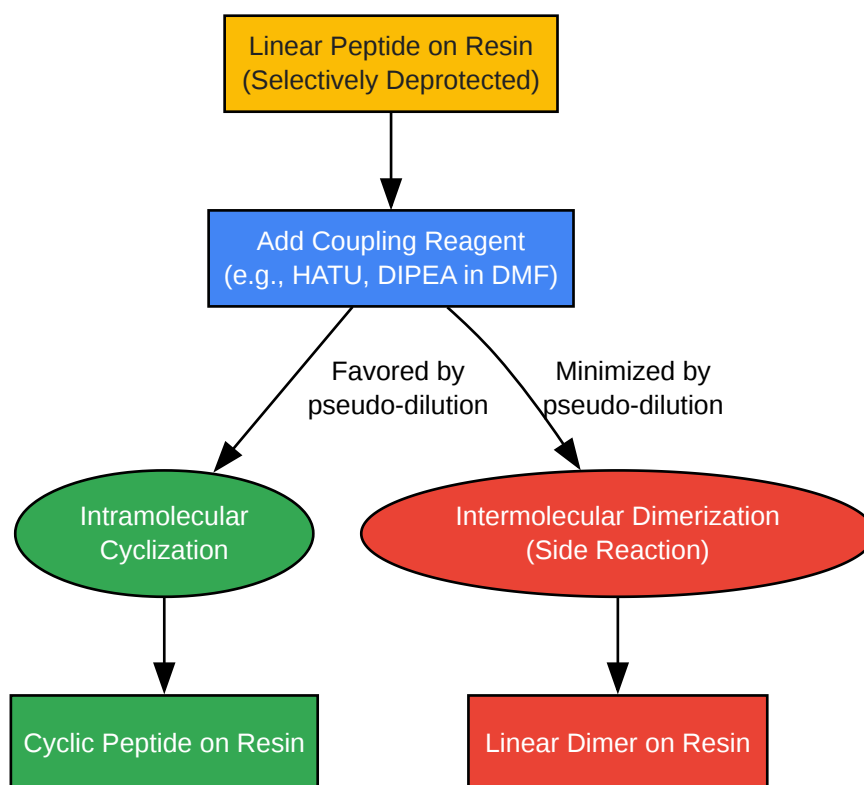 Linear Peptide on Resin
(Selectively Deprotected)
Add Coupling Reagent
(e.g., HATU, DIPEA in DMF)
Favored by
pseudo-dilution
Minimized by
pseudo-dilution
Intramolecular
Cyclization
Intermolecular Dimerization
(Side Reaction)
Cyclic Peptide on Resin
Linear Dimer on Resin